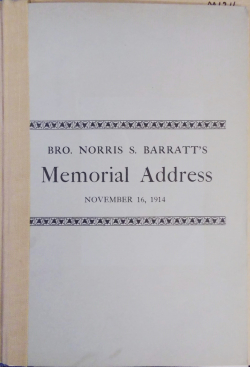 BRO. NORRIS S. BARRATT'S
Memorial Address
NOVEMBER 16, 1914